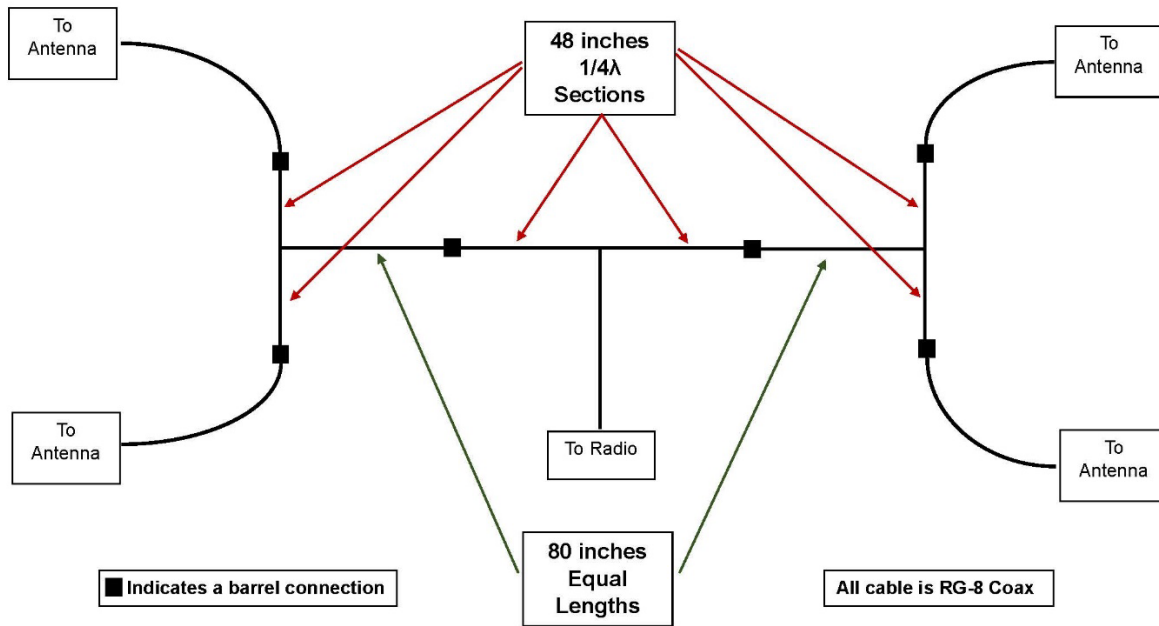 To
Antenna
48 inches
1/4λ
Sections
To
Antenna
To
Antenna
To Radio
To
Antenna
80 inches
Equal
Lengths
Indicates a barrel connection
All cable is RG-8 Coax